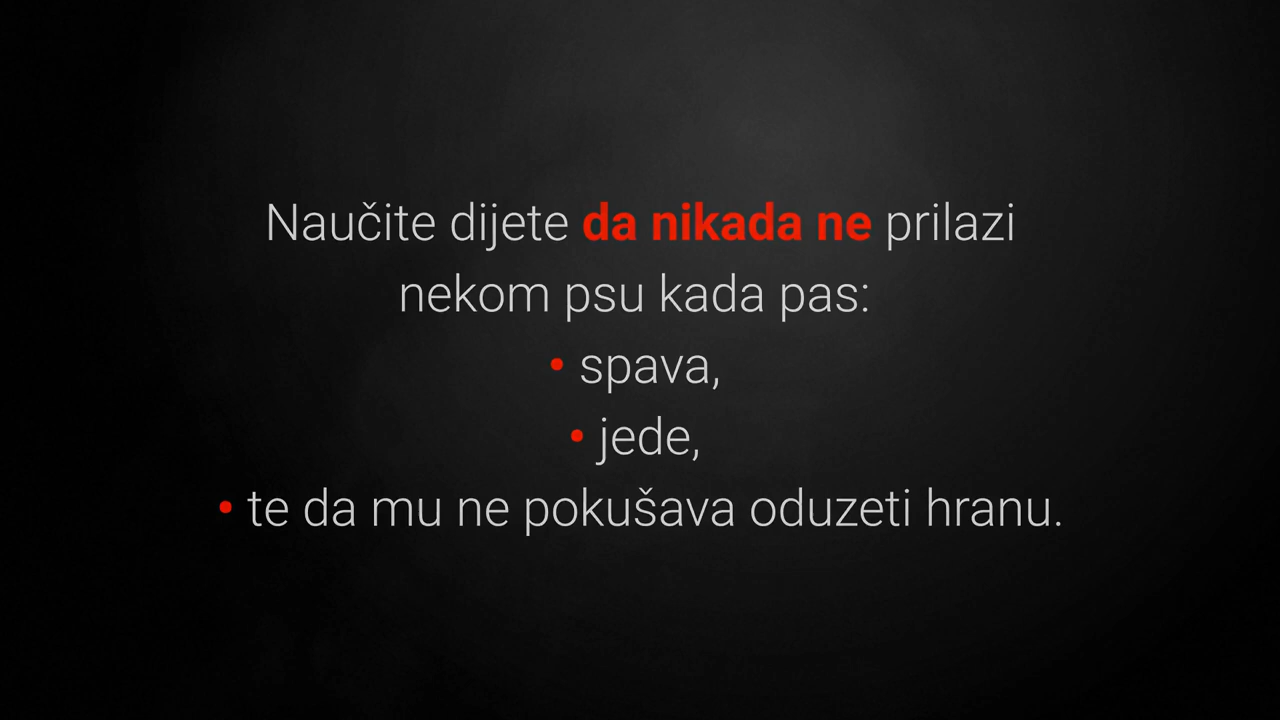 Naučite dijete da nikada ne prilazi
nekom psu kada pas:
• spava,
• jede,
• te da mu ne pokušava oduzeti hranu.